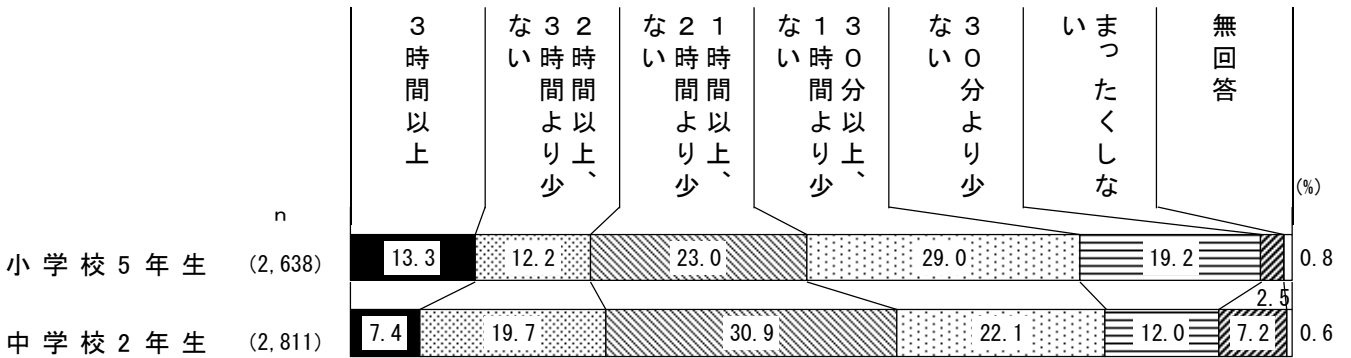 3時間以上
2時間以上、
3時間より少
ない
1時間以上、
2時間より少
ない
30分以上、
1時間より少
ない
30分より少
ない
まったくしな
い
無回答
(%)
n
小学校5年生 (2,638) 13.3 12.2 23.0 29.0 19.2 0.8
2.5
中学校2年生 (2,811) 7.4 19.7 30.9 22.1 12.0 7.2 0.6